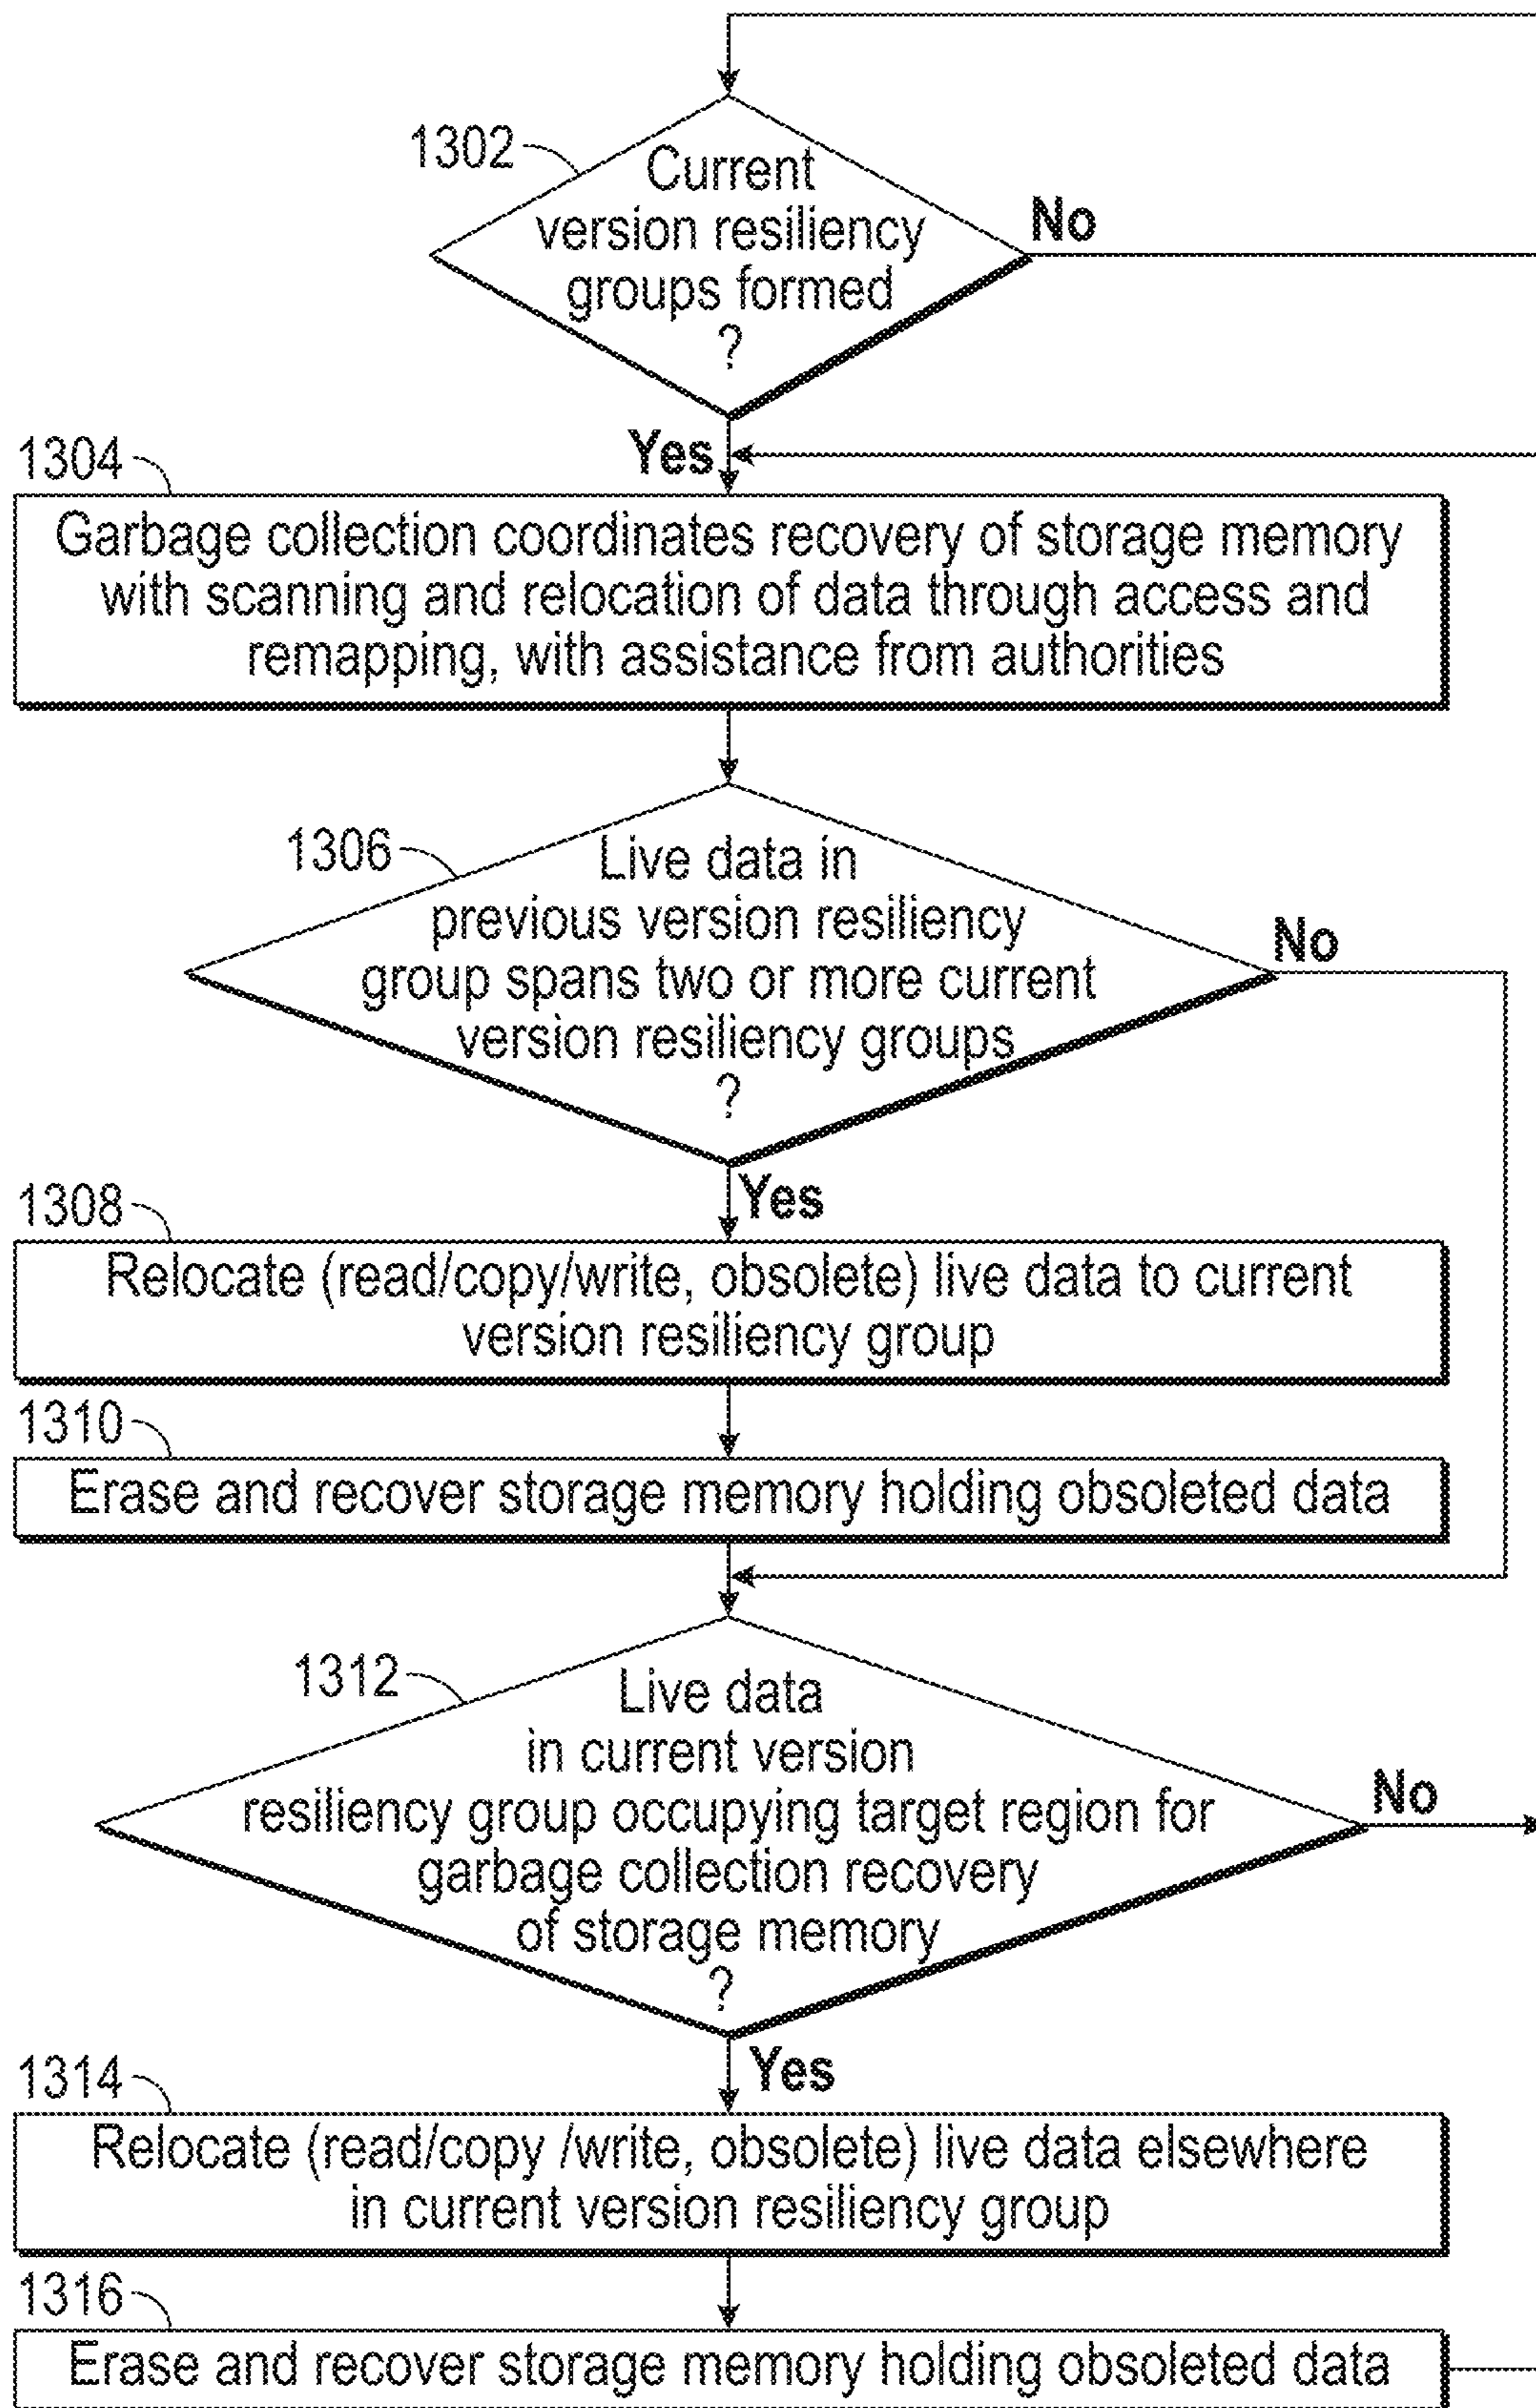 1302
Current
version resiliency
groups formed
?
No
Yes
1304
Garbage collection coordinates recovery of storage memory
with scanning and relocation of data through access and
remapping, with assistance from authorities
1306
Live data in
previous version resiliency
group spans two or more current
version resiliency groups
?
No
Yes
1308
Relocate (read/copy/write, obsolete) live data to current
version resiliency group
1310
Erase and recover storage memory holding obsoleted data
1312
Live data
in current version
resiliency group occupying target region for
garbage collection recovery
of storage memory
?
No
Yes
1314
Relocate (read/copy /write, obsolete) live data elsewhere
in current version resiliency group
1316
Erase and recover storage memory holding obsoleted data